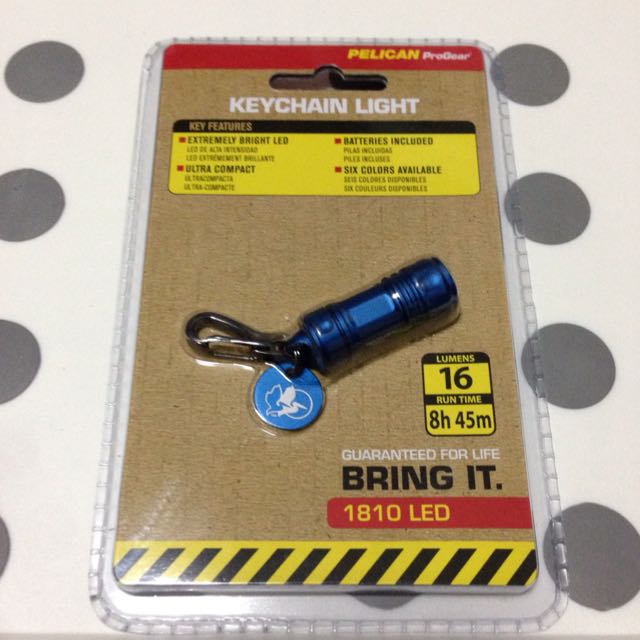 PELICAN ProGear
KEYCHAIN LIGHT
KEY FEATURES
EXTREMELY BRIGHT LED
LED DE ALTA INTENSIDAD
LED EXTRÊMEMENT BRILLANTE
ULTRA COMPACT
ULTRACOMPACTA
ULTRA-COMPACTE
BATTERIES INCLUDED
PILAS INCLUIDAS
PILES INCLUSES
SIX COLORS AVAILABLE
SEIS COLORES DISPONIBLES
SIX COULEURS DISPONIBLES
LUMENS
16
RUN TIME
8h 45m
GUARANTEED FOR LIFE
BRING IT.
1810 LED